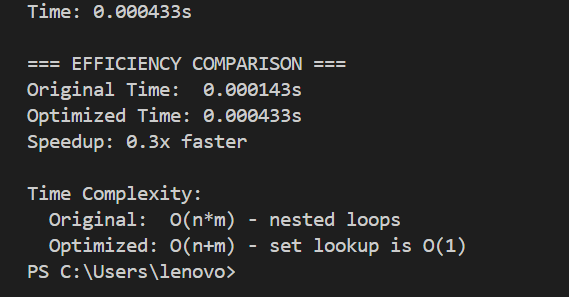 Time: 0.000433s
=== EFFICIENCY COMPARISON ===
Original Time:  0.000143s
Optimized Time: 0.000433s
Speedup: 0.3x faster
Time Complexity:
  Original:  O(n*m) - nested loops
  Optimized: O(n+m) - set lookup is O(1)
PS C:\Users\lenovo>